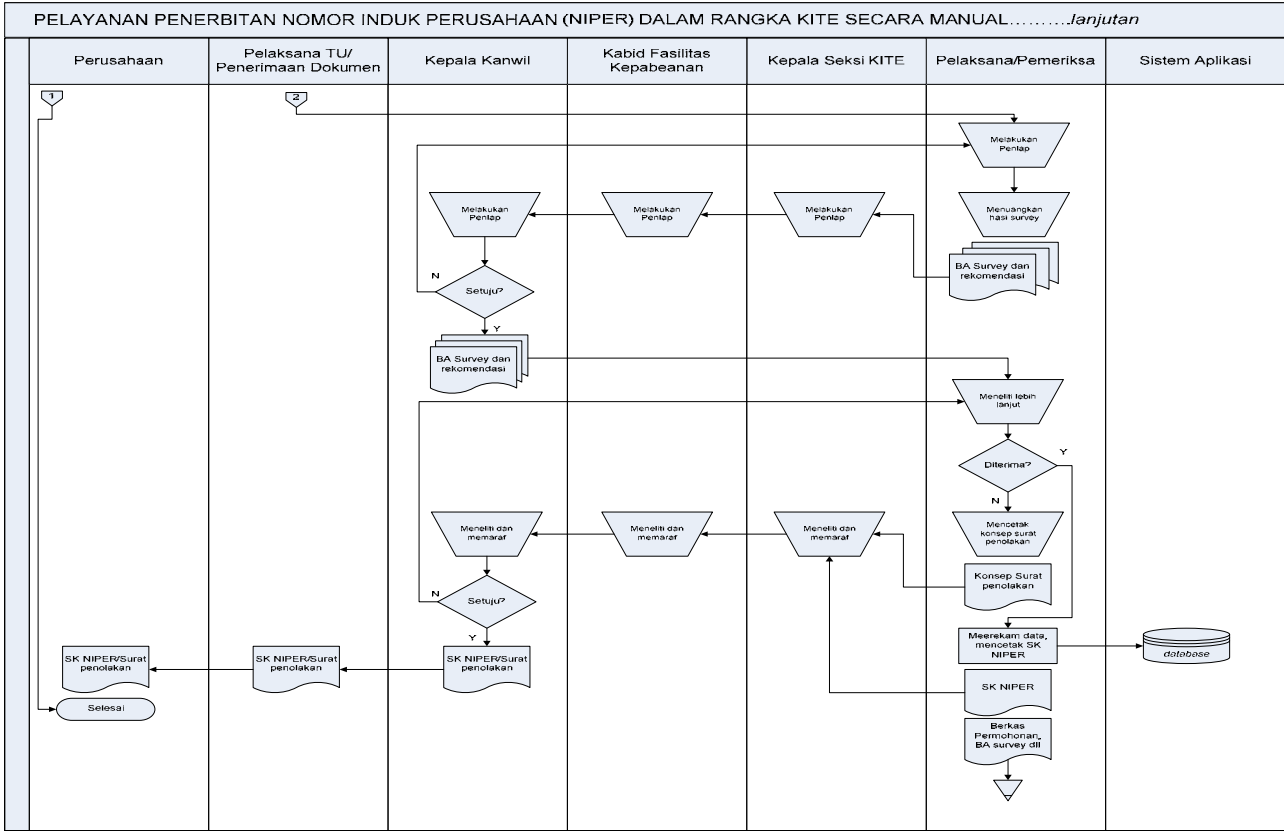 PELAYANAN PENERBITAN NOMOR INDUK PERUSAHAAN (NIPER) DALAM RANGKA KITE SECARA MANUAL..........lanjutan
Perusahaan
Pelaksana TU/
Penerimaan Dokumen
Kepala Kanwil
Kabid Fasilitas
Kepabeanan
Kepala Seksi KITE
Pelaksana/Pemeriksa
Sistem Aplikasi
1
2
Melakukan
Penlap
Melakukan
Penlap
Melakukan
Penlap
Melakukan
Penlap
Menuangkan
hasi survey
BA Survey dan
rekomendasi
N
Setuju?
Y
BA Survey dan
rekomendasi
Meneliti lebih
lanjut
Diterima?
Y
N
Meneliti dan
memaraf
Meneliti dan
memaraf
Meneliti dan
memaraf
Mencetak
konsep surat
penolakan
Konsep Surat
penolakan
N
Setuju?
Y
SK NIPER/Surat
penolakan
SK NIPER/Surat
penolakan
SK NIPER/Surat
penolakan
Meerekam data,
mencetak SK
NIPER
database
Selesai
SK NIPER
Berkas
Permohonan,
BA survey dll